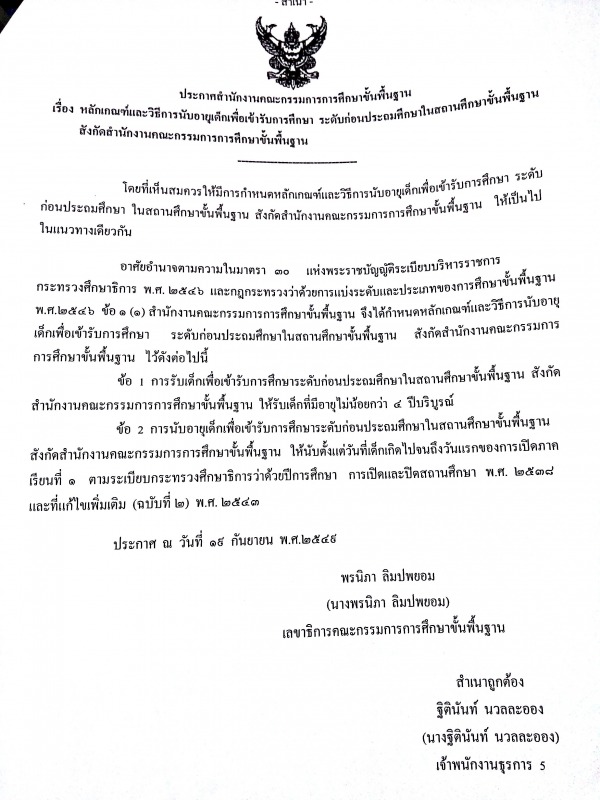 - สำเนา -
ประกาศสำนักงานคณะกรรมการการศึกษาขั้นพื้นฐาน
เรื่อง หลักเกณฑ์และวิธีการนับอายุเด็กเพื่อเข้ารับการศึกษา ระดับก่อนประถมศึกษาในสถานศึกษาขั้นพื้นฐาน
สังกัดสำนักงานคณะกรรมการการศึกษาขั้นพื้นฐาน
โดยที่เห็นสมควรให้มีการกำหนดหลักเกณฑ์และวิธีการนับอายุเด็กเพื่อเข้ารับการศึกษา ระดับ
ก่อนประถมศึกษา ในสถานศึกษาขั้นพื้นฐาน สังกัดสำนักงานคณะกรรมการการศึกษาขั้นพื้นฐาน ให้เป็นไป
ในแนวทางเดียวกัน
อาศัยอำนาจตามความในมาตรา ๓๐ แห่งพระราชบัญญัติระเบียบบริหารราชการ
กระทรวงศึกษาธิการ พ.ศ. ๒๕๔๖ และกฎกระทรวงว่าด้วยการแบ่งระดับและประเภทของการศึกษาขั้นพื้นฐาน
พ.ศ.๒๕๔๖ ข้อ ๑ (๑) สำนักงานคณะกรรมการการศึกษาขั้นพื้นฐาน จึงได้กำหนดหลักเกณฑ์และวิธีการนับอายุ
เด็กเพื่อเข้ารับการศึกษา ระดับก่อนประถมศึกษาในสถานศึกษาขั้นพื้นฐาน สังกัดสำนักงานคณะกรรมการ
การศึกษาขั้นพื้นฐาน ไว้ดังต่อไปนี้
ข้อ 1 การรับเด็กเพื่อเข้ารับการศึกษาระดับก่อนประถมศึกษาในสถานศึกษาขั้นพื้นฐาน สังกัด
สำนักงานคณะกรรมการการศึกษาขั้นพื้นฐาน ให้รับเด็กที่มีอายุไม่น้อยกว่า ๔ ปีบริบูรณ์
ข้อ 2 การนับอายุเด็กเพื่อเข้ารับการศึกษาระดับก่อนประถมศึกษาในสถานศึกษาขั้นพื้นฐาน
สังกัดสำนักงานคณะกรรมการการศึกษาขั้นพื้นฐาน ให้นับตั้งแต่วันที่เด็กเกิดไปจนถึงวันแรกของการเปิดภาค
เรียนที่ ๑ ตามระเบียบกระทรวงศึกษาธิการว่าด้วยปีการศึกษา การเปิดและปิดสถานศึกษา พ.ศ. ๒๕๓๘
และที่แก้ไขเพิ่มเติม (ฉบับที่ ๒) พ.ศ. ๒๕๔๓
ประกาศ ณ วันที่ ๑๙ กันยายน พ.ศ.๒๕๔๙
พรนิภา ลิมปพยอม
(นางพรนิภา ลิมปพยอม)
เลขาธิการคณะกรรมการการศึกษาขั้นพื้นฐาน
สำเนาถูกต้อง
ฐิตินันท์ นวลละออง
(นางฐิตินันท์ นวลละออง)
เจ้าพนักงานธุรการ 5